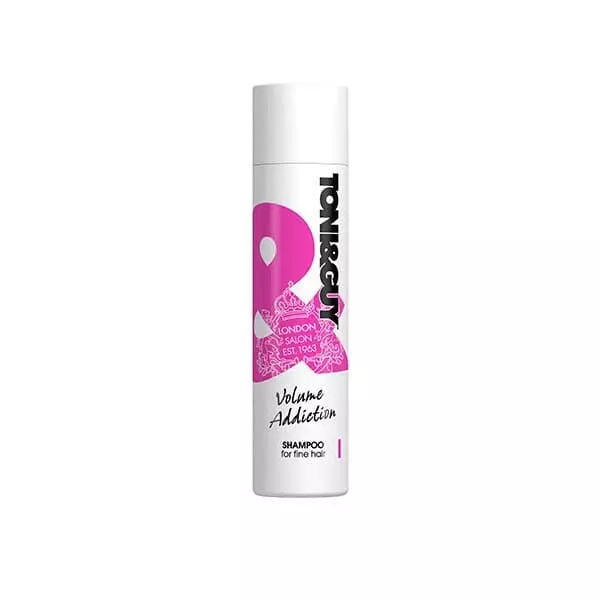 TONI&GUY
LONDON
SALON
EST. 1963
Volume
Addiction
SHAMPOO
for fine hair